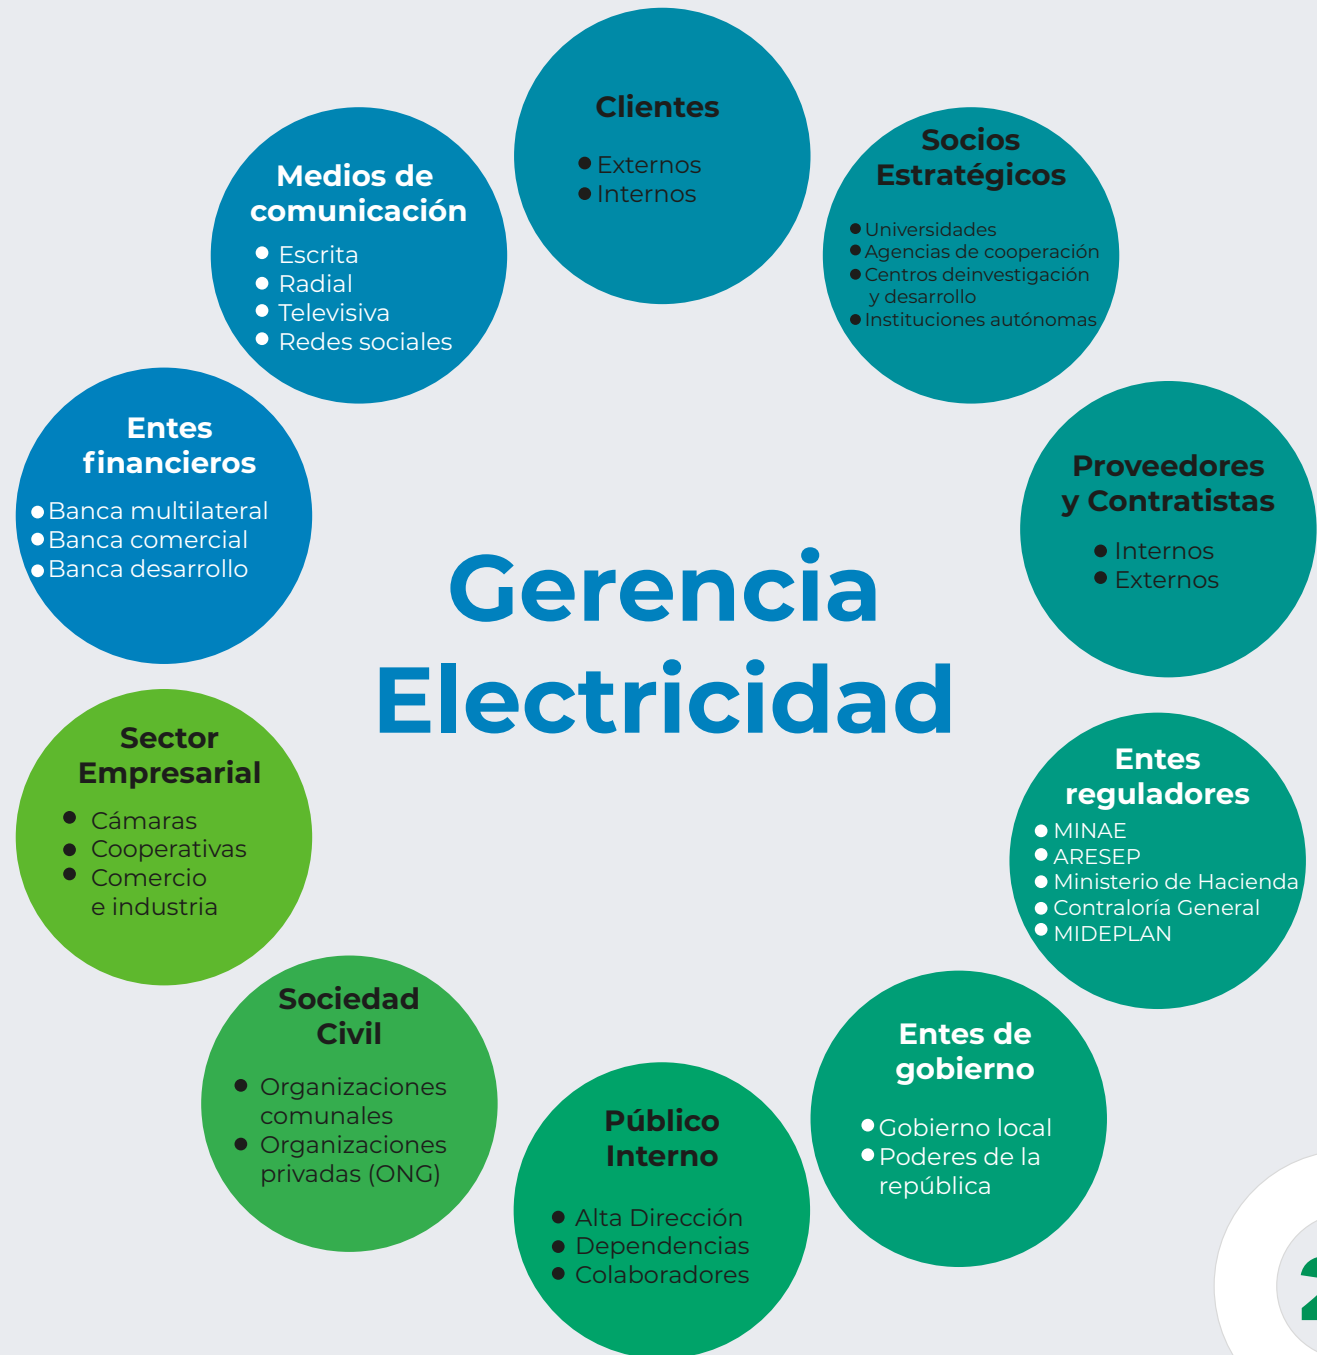 Clientes
Externos
Internos
Socios
Estratégicos
Universidades
Agencias de cooperación
Centros deinvestigación
y desarrollo
Instituciones autónomas
Proveedores
y Contratistas
Internos
Externos
Entes
reguladores
MINAE
ARESEP
Ministerio de Hacienda
Contraloría General
MIDEPLAN
Entes de
gobierno
Gobierno local
Poderes de la
república
Público
Interno
Alta Dirección
Dependencias
Colaboradores
Sociedad
Civil
Organizaciones
comunales
Organizaciones
privadas (ONG)
Sector
Empresarial
Cámaras
Cooperativas
Comercio
e industria
Entes
financieros
Banca multilateral
Banca comercial
Banca desarrollo
Medios de
comunicación
Escrita
Radial
Televisiva
Redes sociales
Gerencia
Electricidad